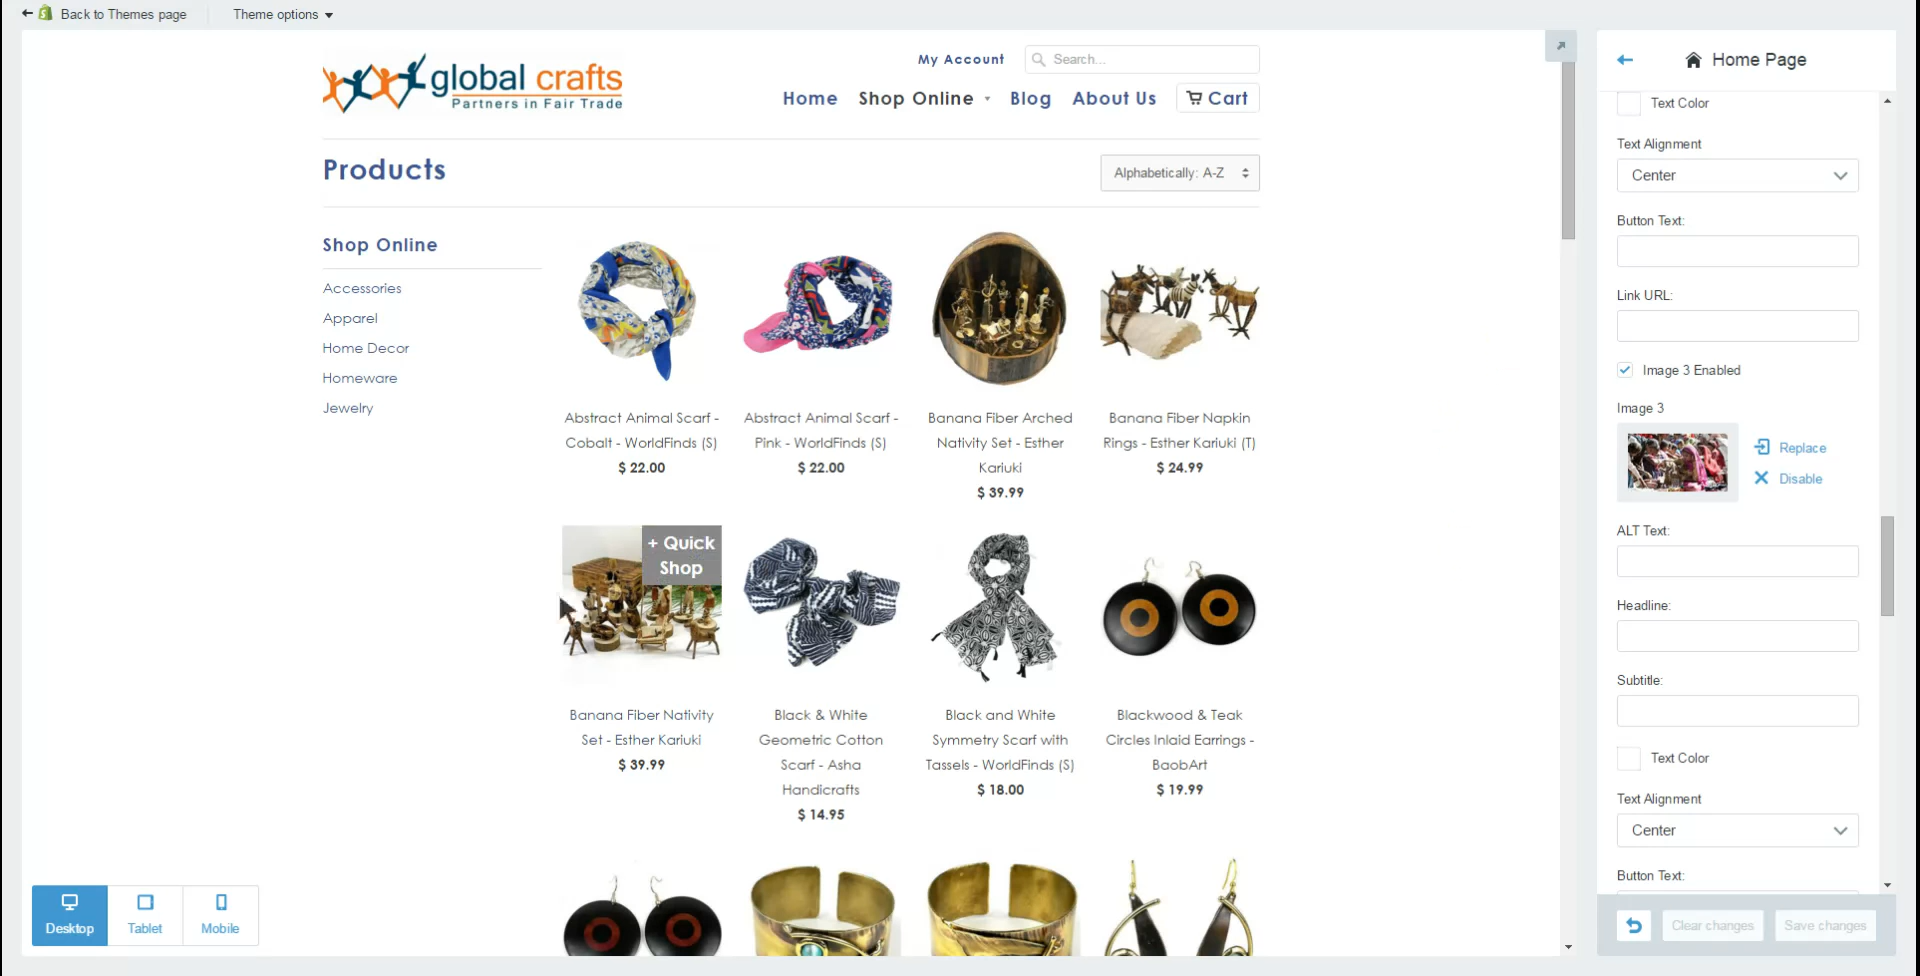 Back to Themes page
Theme options
global crafts
Partners in Fair Trade
My Account
Search...
Home
Shop Online
Blog
About Us
Cart
Products
Alphabetically: A-Z
Shop Online
Accessories
Apparel
Home Decor
Homeware
Jewelry
Abstract Animal Scarf -
Cobalt - WorldFinds (S)
$ 22.00
Abstract Animal Scarf -
Pink - WorldFinds (S)
$ 22.00
Banana Fiber Arched
Nativity Set - Esther
Kariuki
$ 39.99
Banana Fiber Napkin
Rings - Esther Kariuki (T)
$ 24.99
+ Quick
Shop
Banana Fiber Nativity
Set - Esther Kariuki
$ 39.99
Black & White
Geometric Cotton
Scarf - Asha
Handicrafts
$ 14.95
Black and White
Symmetry Scarf with
Tassels - WorldFinds (S)
$ 18.00
Blackwood & Teak
Circles Inlaid Earrings -
BaobArt
$ 19.99
Desktop
Tablet
Mobile
Home Page
Text Color
Text Alignment
Center
Button Text:
Link URL:
Image 3 Enabled
Image 3
Replace
Disable
ALT Text:
Headline:
Subtitle:
Text Color
Text Alignment
Center
Button Text:
Clear changes
Save changes